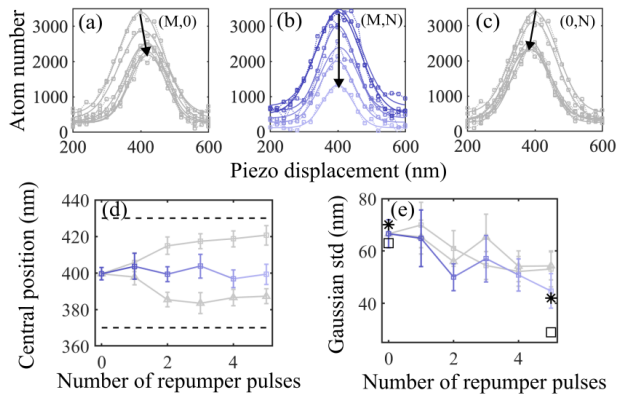 (a) (M,0) (b) (M,N) (c) (0,N)
Atom number
3000
2000
1000
0
200 400 600
3000
2000
1000
0
200 400 600
3000
2000
1000
0
200 400 600
Piezo displacement (nm)
(d)
Central position (nm)
440
420
400
380
360
0 2 4
Number of repumper pulses
(e)
Gaussian std (nm)
80
60
40
0 2 4
Number of repumper pulses